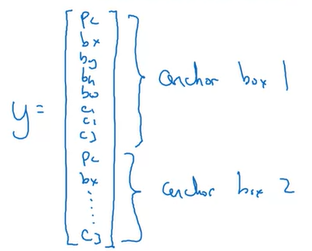 pc
bx
by
bh
bw
c1
c2
c3
anchor box 1
y =
pc
bx
⋮
c3
anchor box 2